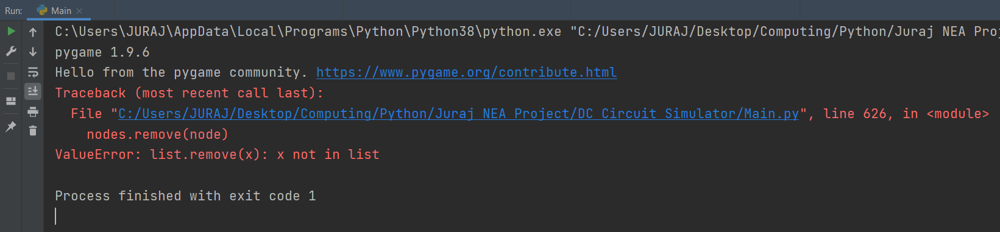 Run: Main
C:\Users\JURAJ\AppData\Local\Programs\Python\Python38\python.exe "C:/Users/JURAJ/Desktop/Computing/Python/Juraj NEA
pygame 1.9.6
Hello from the pygame community. https://www.pygame.org/contribute.html
Traceback (most recent call last):
  File "C:/Users/JURAJ/Desktop/Computing/Python/Juraj NEA Project/DC Circuit Simulator/Main.py", line 626, in <module>
    nodes.remove(node)
ValueError: list.remove(x): x not in list
Process finished with exit code 1